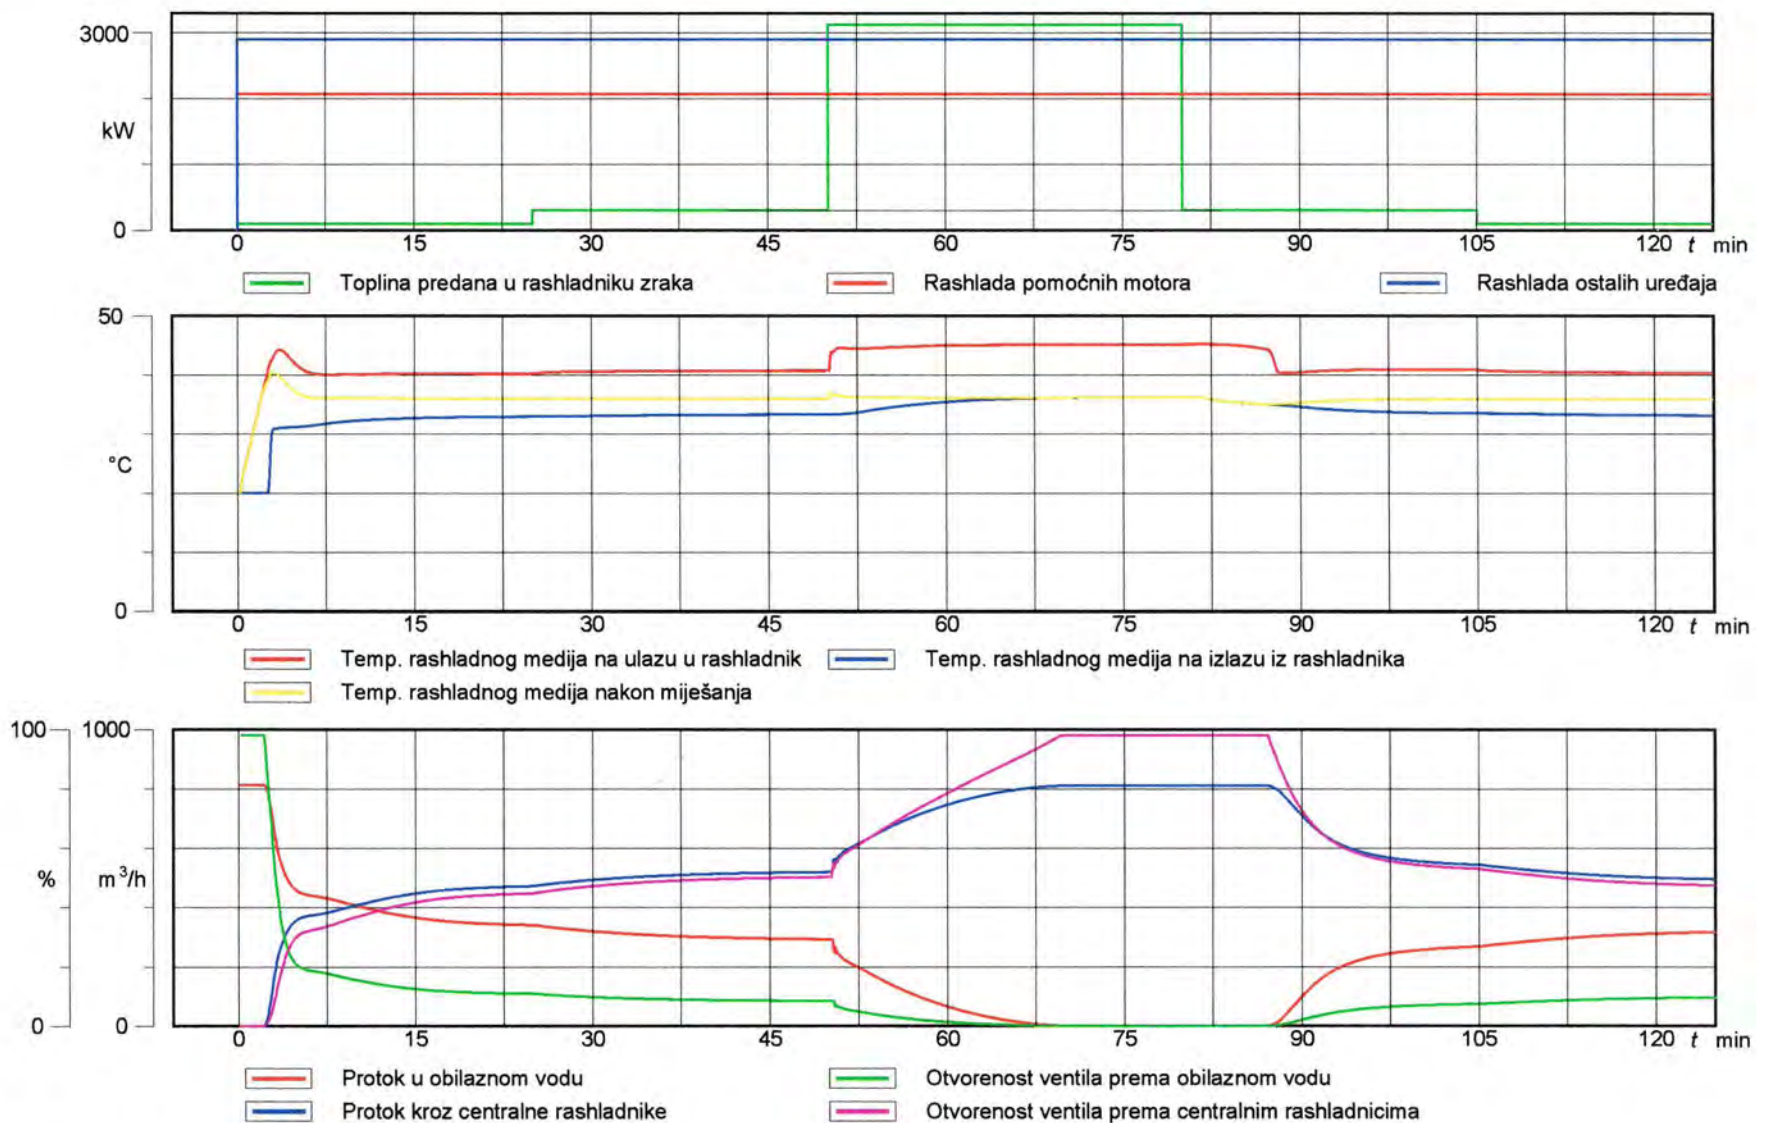 3000
kW
0
0 15 30 45 60 75 90 105 120 t min
Toplina predana u rashladniku zraka Rashlada pomoćnih motora Rashlada ostalih uređaja
50
°C
0
0 15 30 45 60 75 90 105 120 t min
Temp. rashladnog medija na ulazu u rashladnik Temp. rashladnog medija na izlazu iz rashladnika
Temp. rashladnog medija nakon miješanja
100 1000
% m³/h
0 0
0 15 30 45 60 75 90 105 120 t min
Protok u obilaznom vodu Otvorenost ventila prema obilaznom vodu
Protok kroz centralne rashladnike Otvorenost ventila prema centralnim rashladnicima